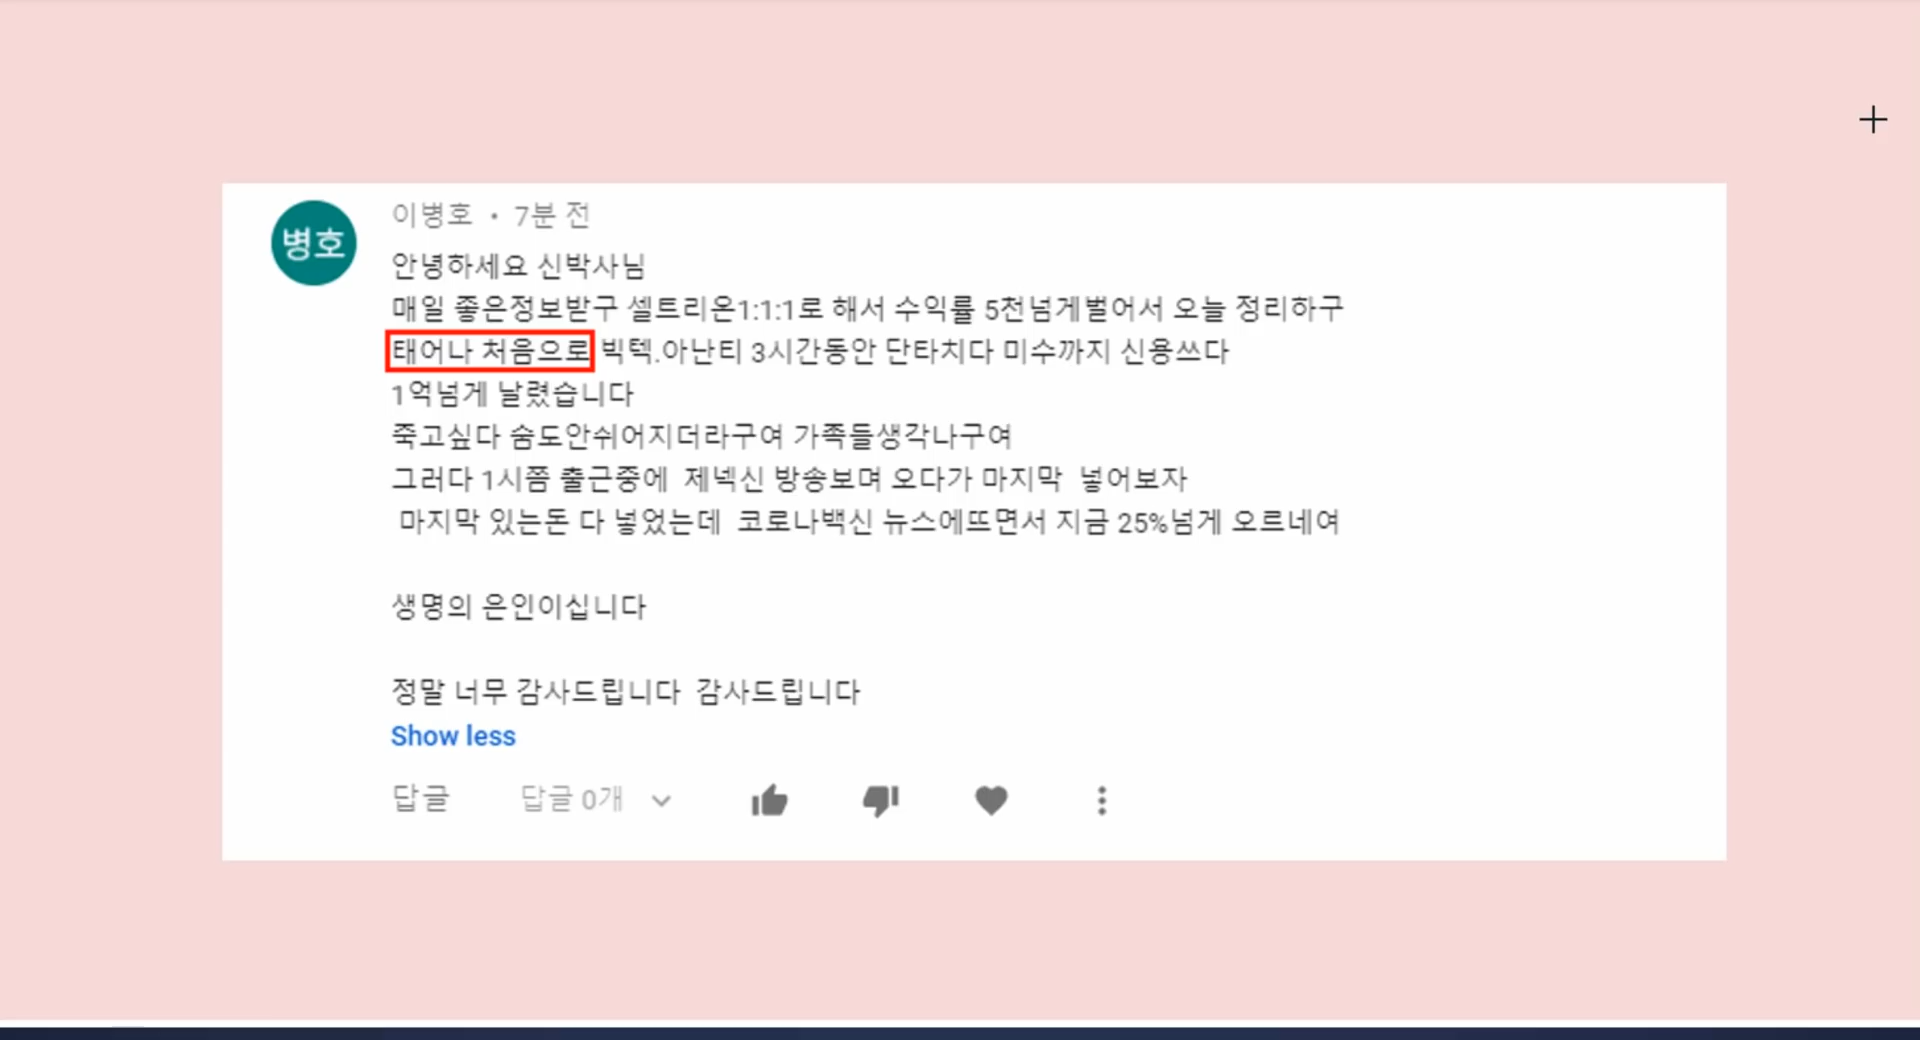 병호
이병호 • 7분 전
안녕하세요 신박사님
매일 좋은정보받구 셀트리온1:1:1로 해서 수익률 5천넘게벌어서 오늘 정리하구
태어나 처음으로 빅텍.아난티 3시간동안 단타치다 미수까지 신용쓰다
1억넘게 날렸습니다
죽고싶다 숨도안쉬어지더라구여 가족들생각나구여
그러다 1시쯤 출근중에 제넥신 방송보며 오다가 마지막 넣어보자
마지막 있는돈 다 넣었는데 코로나백신 뉴스에뜨면서 지금 25%넘게 오르네여
생명의 은인이십니다
정말 너무 감사드립니다 감사드립니다
Show less
답글 답글 0개